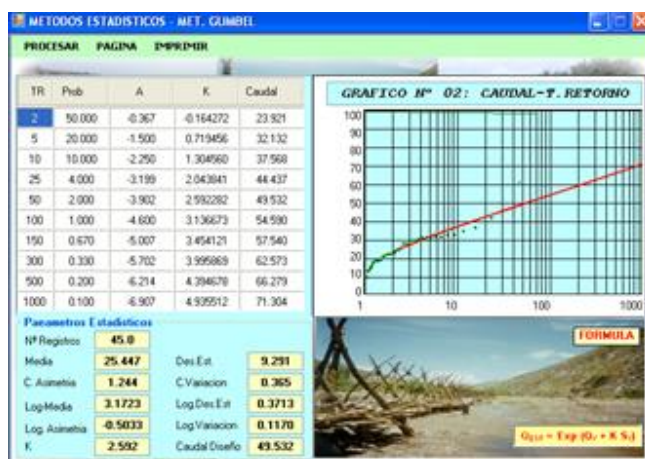 METODOS ESTADISTICOS - MET. GUMBEL
PROCESAR PAGINA IMPRIMIR
TR Prob A K Caudal
2 50.000 -0.367 -0.164272 23.921
5 20.000 -1.500 0.719456 32.132
10 10.000 -2.250 1.304560 37.568
25 4.000 -3.199 2.043841 44.437
50 2.000 -3.902 2.592282 49.532
100 1.000 -4.600 3.136673 54.590
150 0.670 -5.007 3.454121 57.540
300 0.330 -5.702 3.995869 62.573
500 0.200 -6.214 4.394678 66.279
1000 0.100 -6.907 4.935512 71.304
GRAFICO Nº 02: CAUDAL-T.RETORNO
100
90
80
70
60
50
40
30
20
10
0
1 10 100 1000
Paeametros Estadisticos
Nº Registros 45.0
Media 25.447 Des.Est. 9.291
C. Asimetria 1.244 C.Variacion 0.365
Log-Media 3.1723 Log.Des.Est 0.3713
Log. Asimetria -0.5033 Log.Variacion 0.1170
K 2.592 Caudal Diseño 49.532
FORMULA
= Exp (